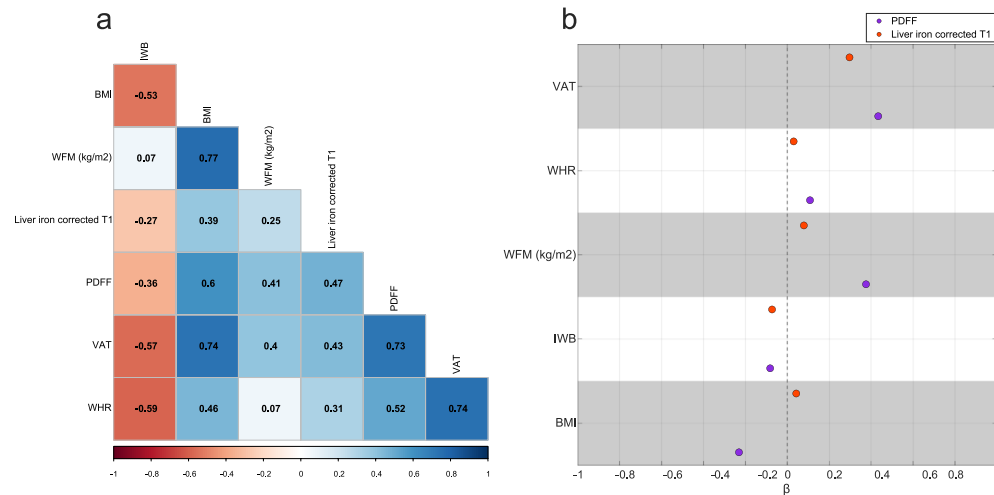 a
IWB
BMI
-0.53
BMI
WFM (kg/m2)
0.07
0.77
WFM (kg/m2)
Liver iron corrected T1
-0.27
0.39
0.25
Liver iron corrected T1
PDFF
-0.36
0.6
0.41
0.47
PDFF
VAT
-0.57
0.74
0.4
0.43
0.73
VAT
WHR
-0.59
0.46
0.07
0.31
0.52
0.74
-1
-0.8
-0.6
-0.4
-0.2
0
0.2
0.4
0.6
0.8
1
b
PDFF
Liver iron corrected T1
VAT
WHR
WFM (kg/m2)
IWB
BMI
-1
-0.8
-0.6
-0.4
-0.2
0
0.2
0.4
0.6
0.8
β